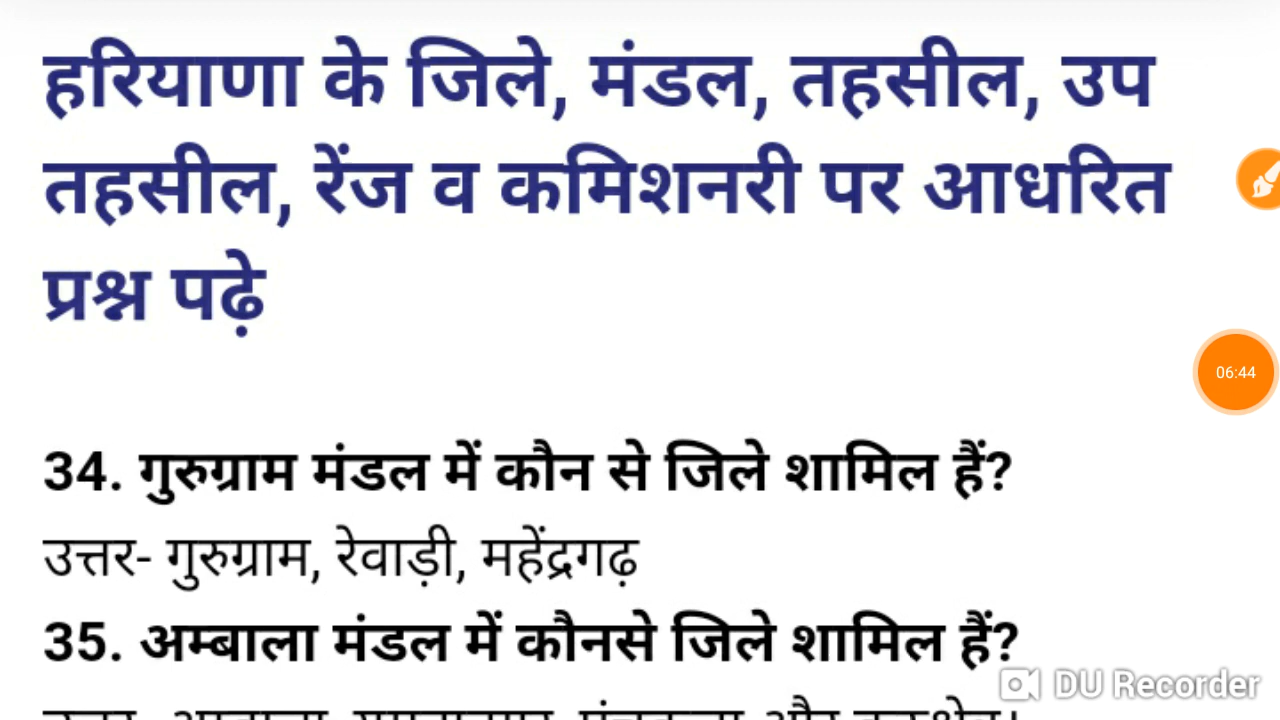 हरियाणा के जिले, मंडल, तहसील, उप
तहसील, रेंज व कमिशनरी पर आधरित
प्रश्न पढ़े
06:44
34. गुरुग्राम मंडल में कौन से जिले शामिल हैं?
उत्तर- गुरुग्राम, रेवाड़ी, महेंद्रगढ़
35. अम्बाला मंडल में कौनसे जिले शामिल हैं?
DU Recorder